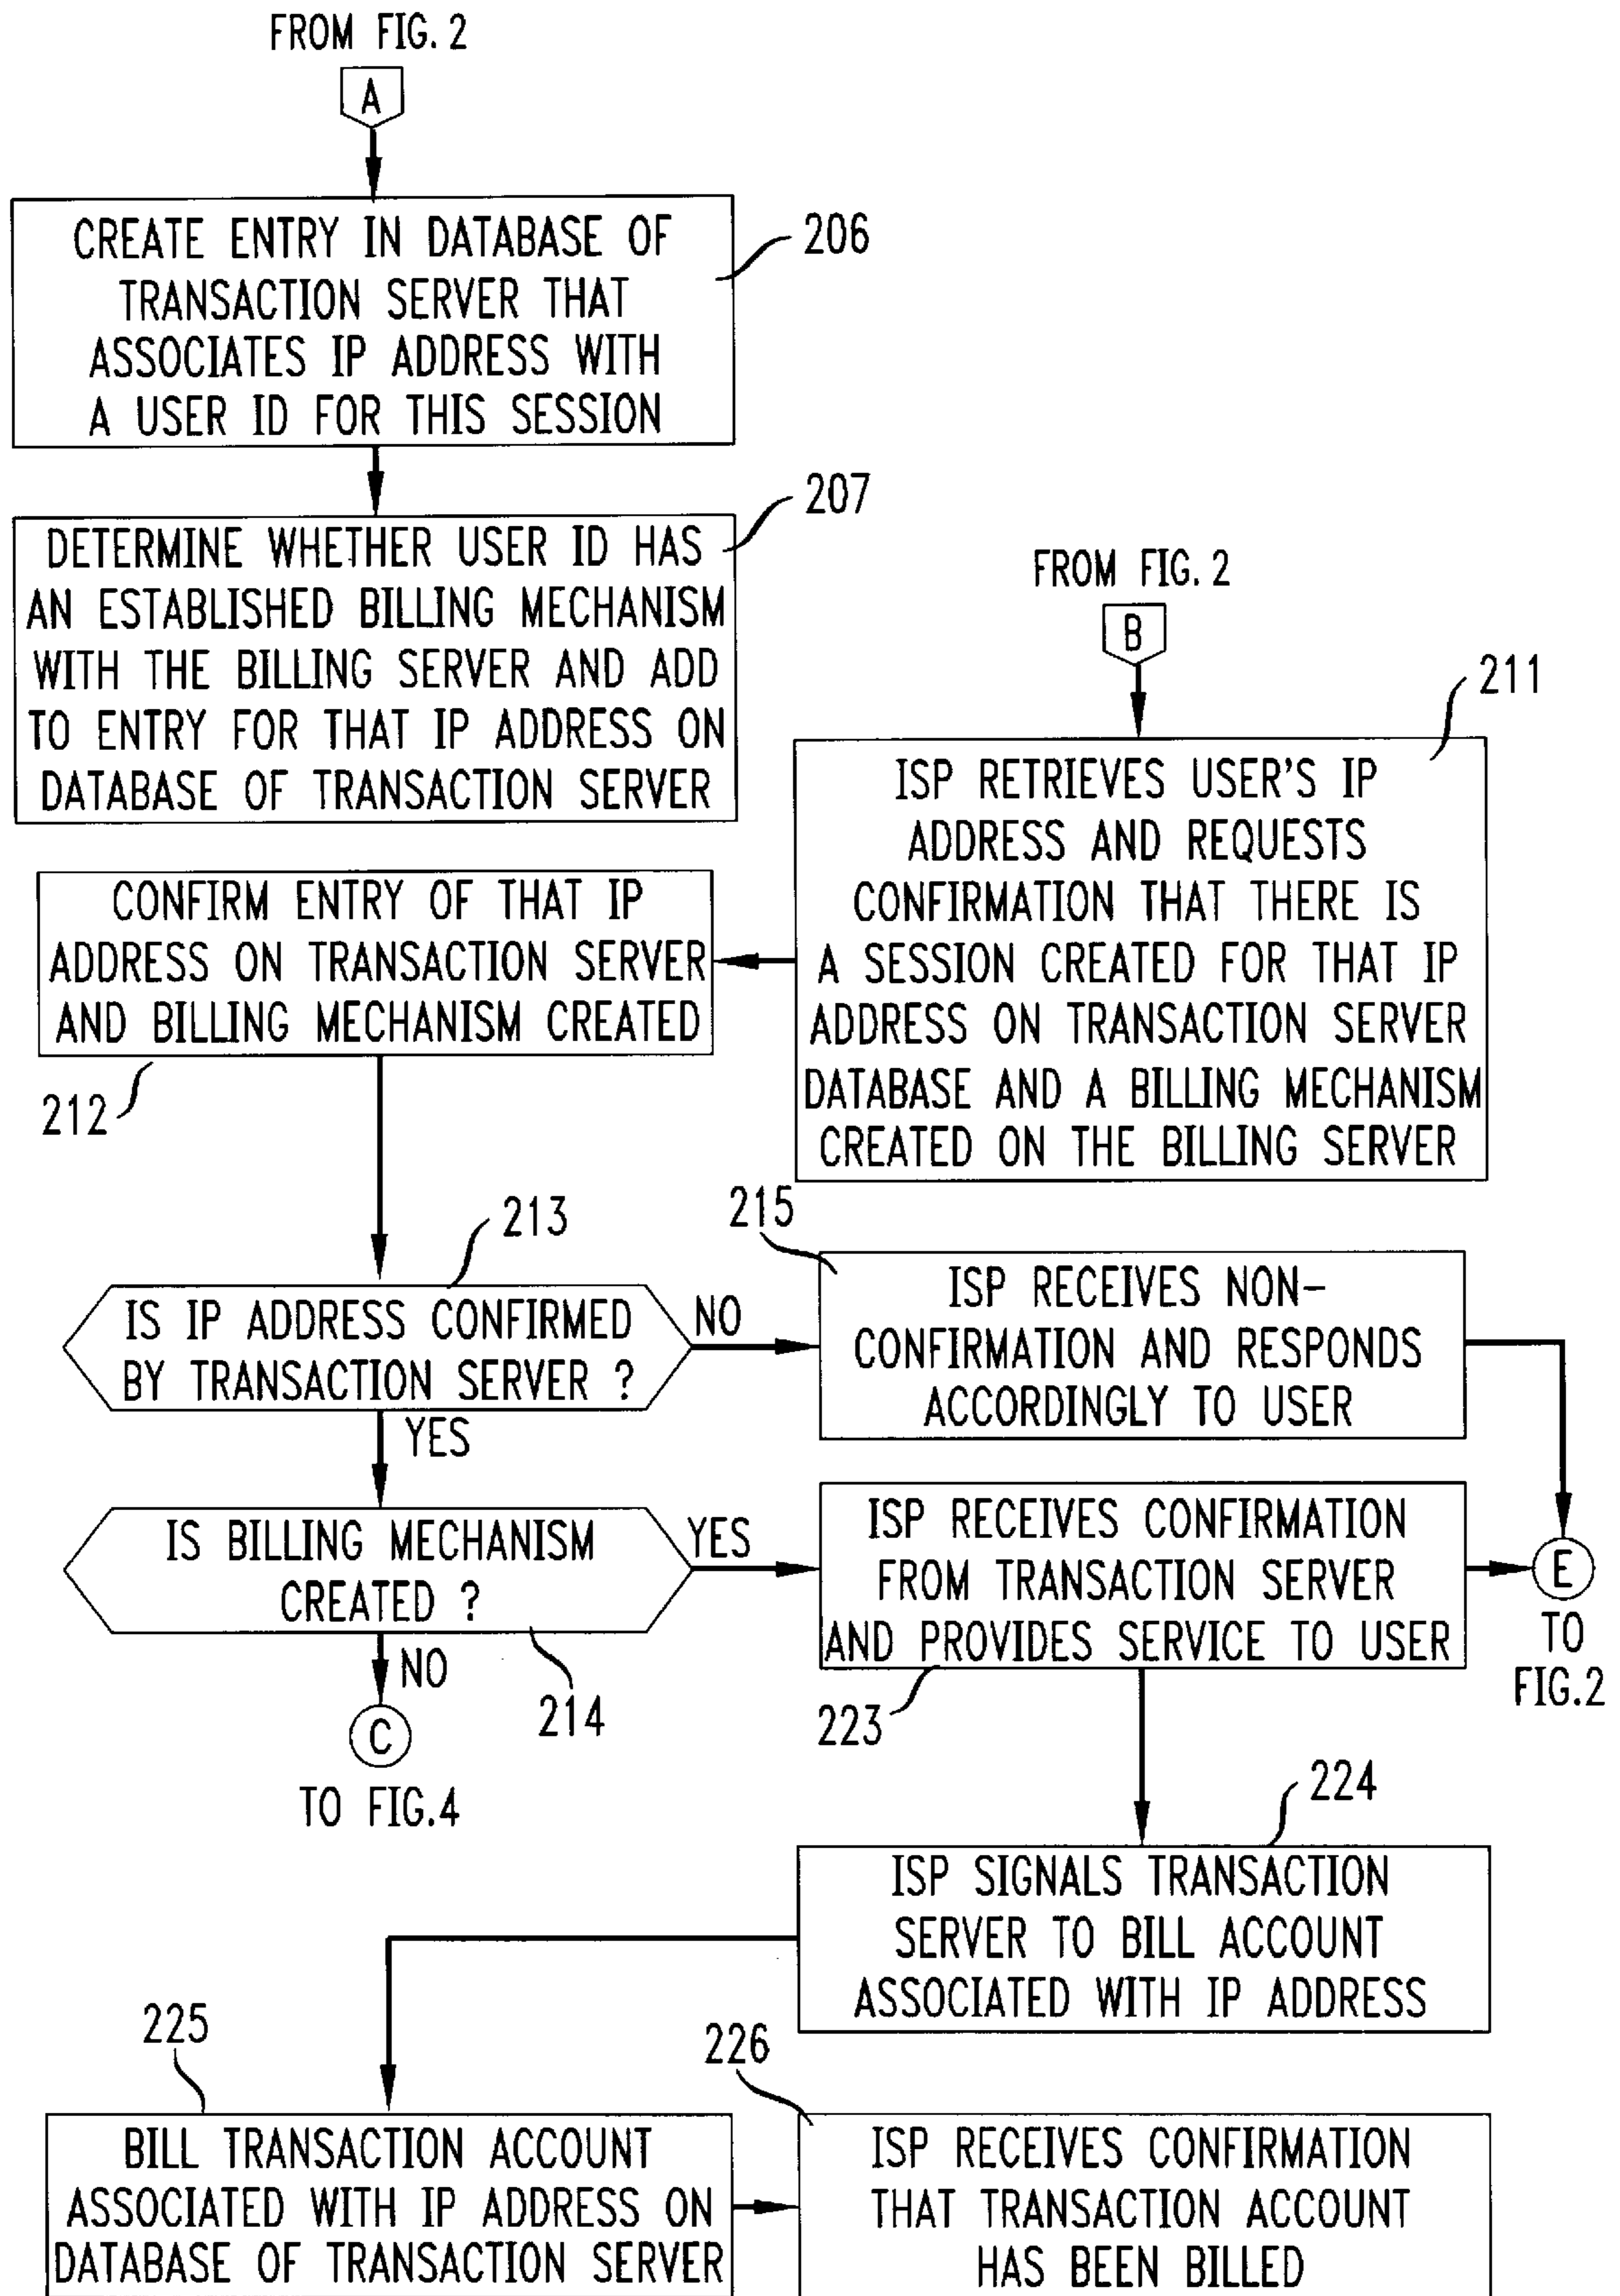 FROM FIG. 2
A
CREATE ENTRY IN DATABASE OF
TRANSACTION SERVER THAT
ASSOCIATES IP ADDRESS WITH
A USER ID FOR THIS SESSION
206
207
DETERMINE WHETHER USER ID HAS
AN ESTABLISHED BILLING MECHANISM
WITH THE BILLING SERVER AND ADD
TO ENTRY FOR THAT IP ADDRESS ON
DATABASE OF TRANSACTION SERVER
FROM FIG. 2
B
211
ISP RETRIEVES USER'S IP
ADDRESS AND REQUESTS
CONFIRMATION THAT THERE IS
A SESSION CREATED FOR THAT IP
ADDRESS ON TRANSACTION SERVER
DATABASE AND A BILLING MECHANISM
CREATED ON THE BILLING SERVER
CONFIRM ENTRY OF THAT IP
ADDRESS ON TRANSACTION SERVER
AND BILLING MECHANISM CREATED
212
213
IS IP ADDRESS CONFIRMED
BY TRANSACTION SERVER ?
NO
YES
215
ISP RECEIVES NON-
CONFIRMATION AND RESPONDS
ACCORDINGLY TO USER
IS BILLING MECHANISM
CREATED ?
YES
NO
214
C
TO FIG.4
ISP RECEIVES CONFIRMATION
FROM TRANSACTION SERVER
AND PROVIDES SERVICE TO USER
223
E
TO
FIG.2
224
ISP SIGNALS TRANSACTION
SERVER TO BILL ACCOUNT
ASSOCIATED WITH IP ADDRESS
225
BILL TRANSACTION ACCOUNT
ASSOCIATED WITH IP ADDRESS ON
DATABASE OF TRANSACTION SERVER
226
ISP RECEIVES CONFIRMATION
THAT TRANSACTION ACCOUNT
HAS BEEN BILLED